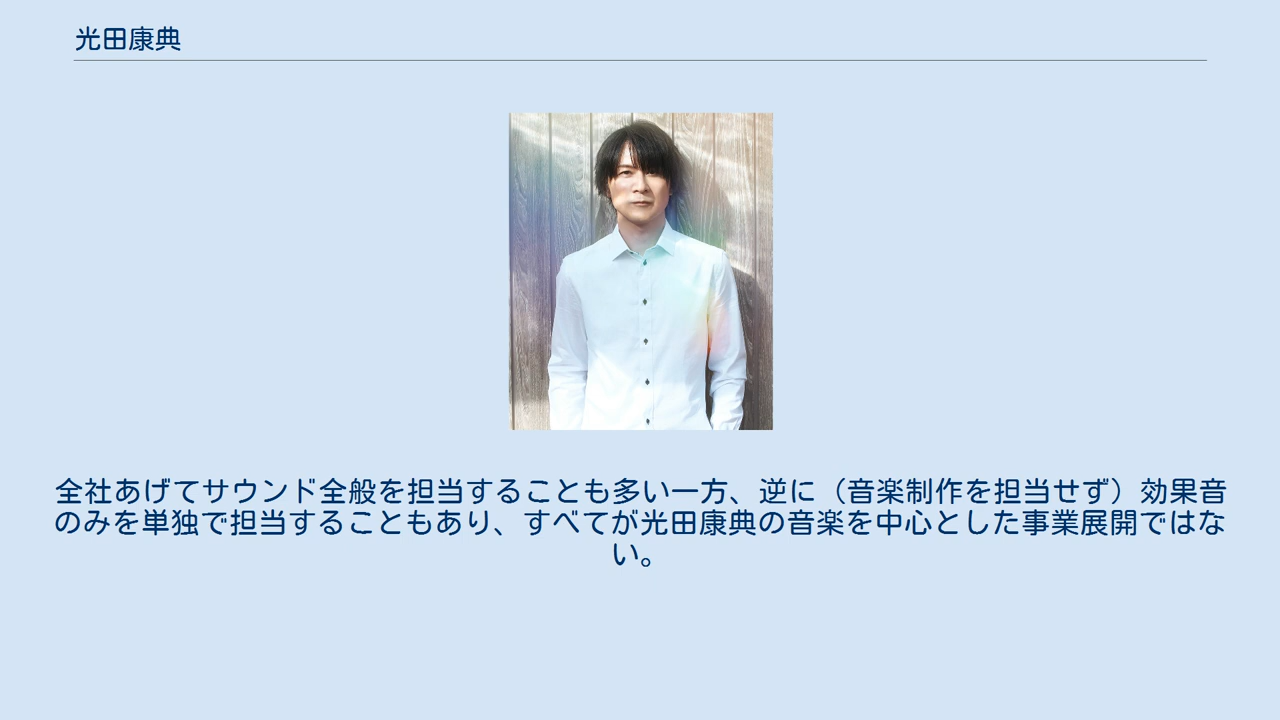 光田康典
全社あげてサウンド全般を担当することも多い一方、逆に（音楽制作を担当せず）効果音
のみを単独で担当することもあり、すべてが光田康典の音楽を中心とした事業展開ではな
い。